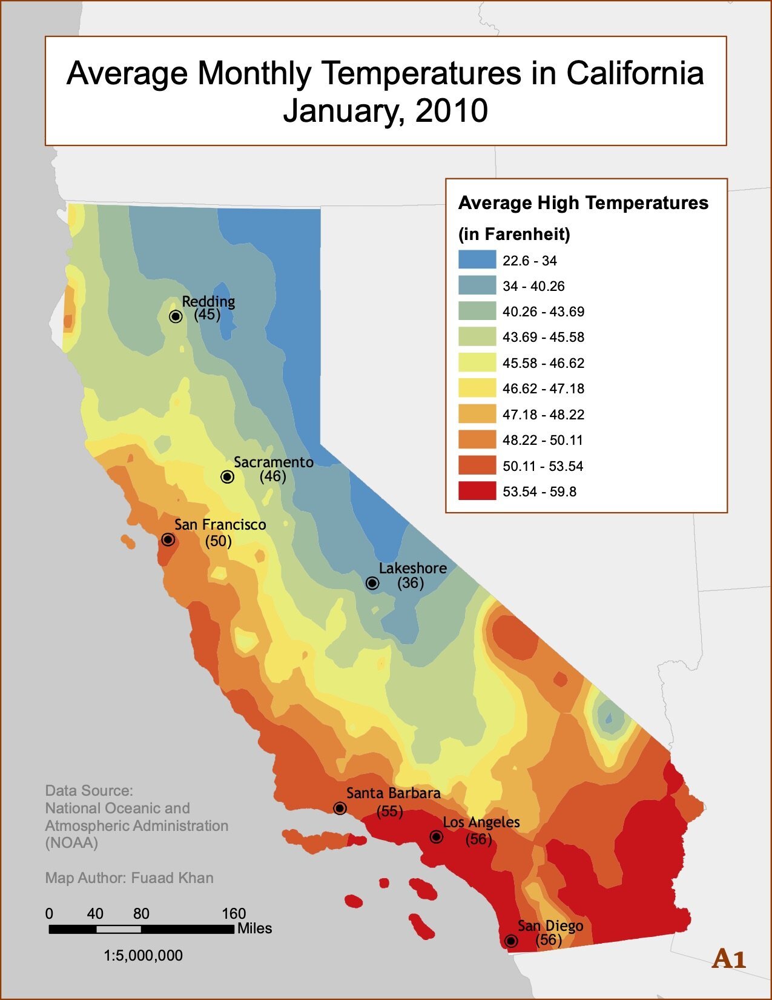 Average Monthly Temperatures in California
January, 2010
Average High Temperatures
(in Farenheit)
22.6 - 34
34 - 40.26
40.26 - 43.69
43.69 - 45.58
45.58 - 46.62
46.62 - 47.18
47.18 - 48.22
48.22 - 50.11
50.11 - 53.54
53.54 - 59.8
Redding
(45)
Sacramento
(46)
San Francisco
(50)
Lakeshore
(36)
Santa Barbara
(55)
Los Angeles
(56)
San Diego
(56)
Data Source:
National Oceanic and
Atmospheric Administration
(NOAA)
Map Author: Fuaad Khan
0 40 80 160
Miles
1:5,000,000
A1